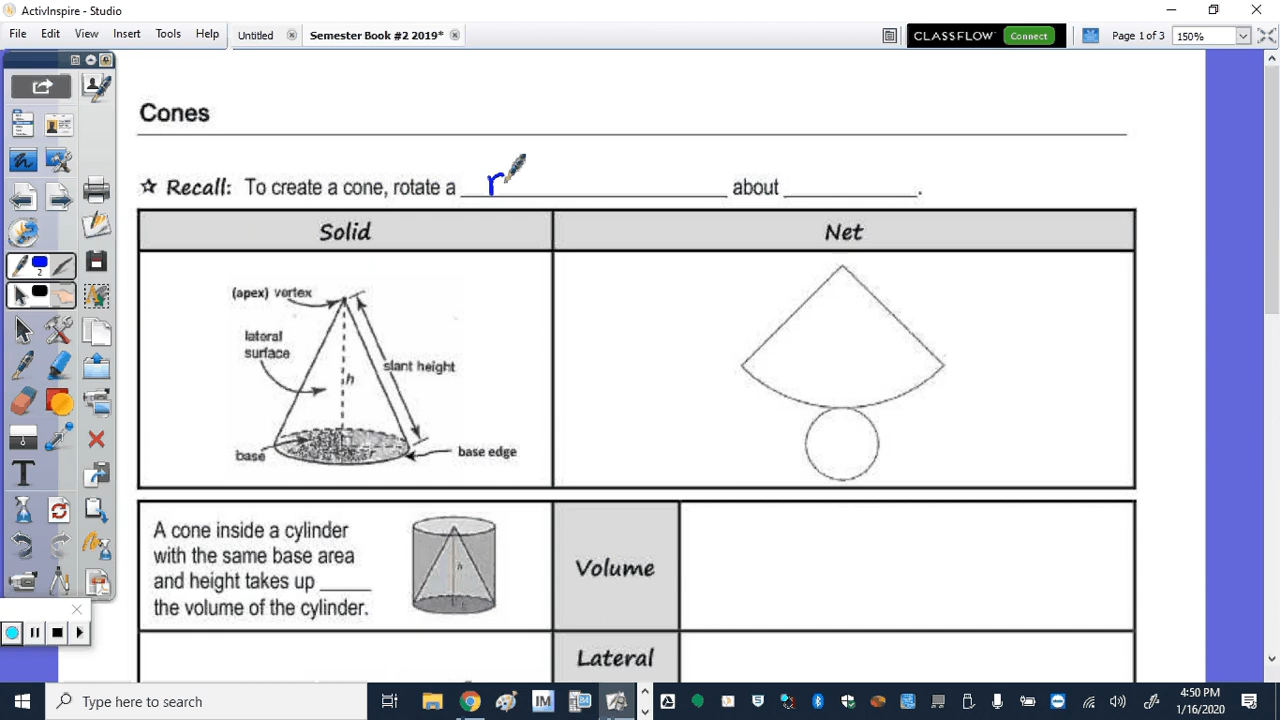 ActivInspire - Studio
File Edit View Insert Tools Help Untitled Semester Book #2 2019* CLASSFLOW Connect Page 1 of 3 150%
Cones
Recall: To create a cone, rotate a r about .
Solid Net
(apex) vertex
lateral surface
slant height
h
r
base
base edge
A cone inside a cylinder
with the same base area
and height takes up
the volume of the cylinder.
h
Volume
Lateral
2
T
Type here to search
IM
24
4:50 PM
1/16/2020